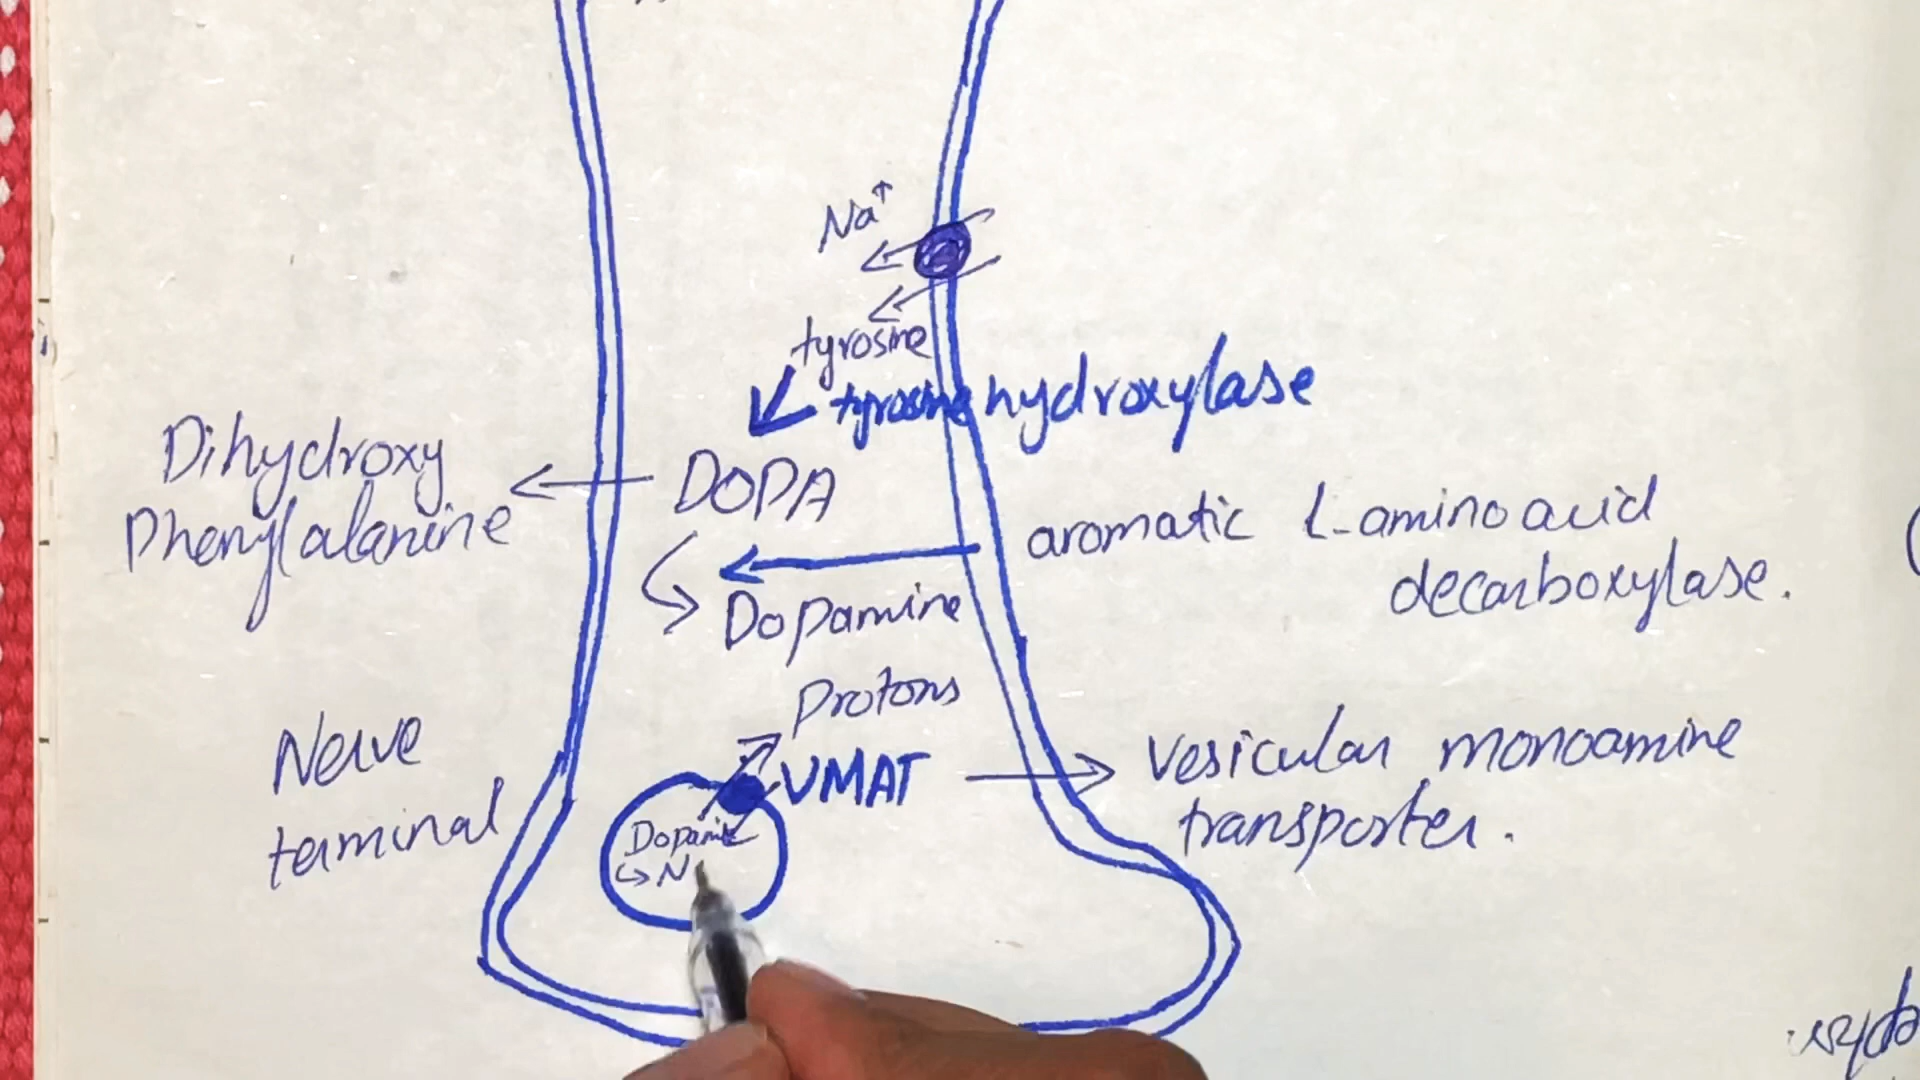 Na⁺
tyrosine
tyrosine hydroxylase
Dihydroxy
Phenylalanine
DOPA
aromatic L-amino acid
decarboxylase.
Dopamine
Protons
VMAT
Vesicular monoamine
transporter.
Nerve
terminal
↳ N